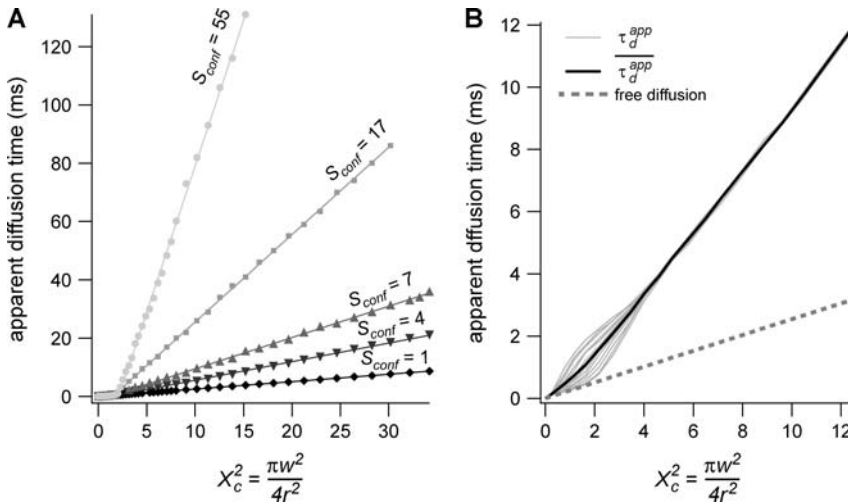 A
apparent diffusion time (ms)
120
100
80
60
40
20
0
S_conf = 55
S_conf = 17
S_conf = 7
S_conf = 4
S_conf = 1
0 5 10 15 20 25 30
X_c^2 = πw^2/4r^2
B
apparent dffusion time (ms)
12
10
8
6
4
2
0
τ_d^app
τ_d^app
free diffusion
0 2 4 6 8 10 12
X_c^2 = πw^2/4r^2